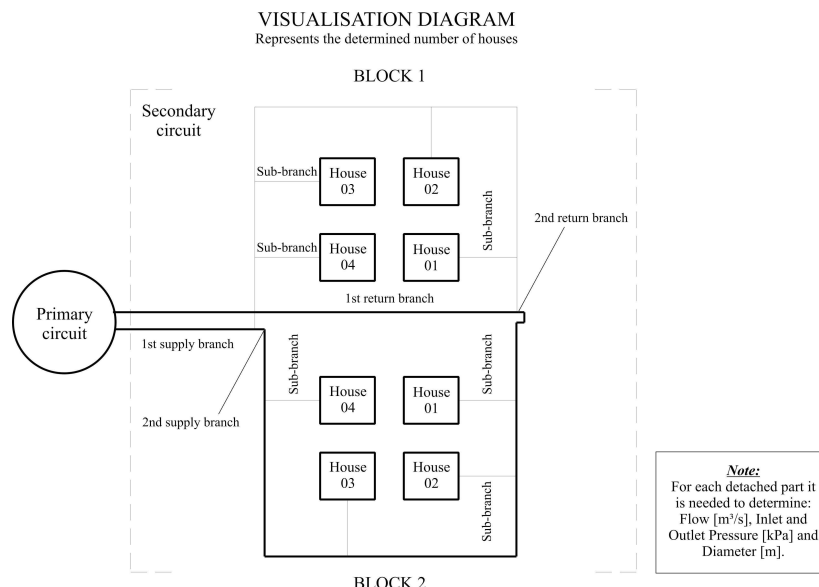 VISUALISATION DIAGRAM
Represents the determined number of houses
BLOCK 1
Secondary
circuit
Sub-branch
House
03
House
02
Sub-branch
Sub-branch
House
04
House
01
2nd return branch
1st return branch
Primary
circuit
1st supply branch
2nd supply branch
Sub-branch
House
04
House
01
Sub-branch
House
03
House
02
Sub-branch
Note:
For each detached part it
is needed to determine:
Flow [m³/s], Inlet and
Outlet Pressure [kPa] and
Diameter [m].
BLOCK 2